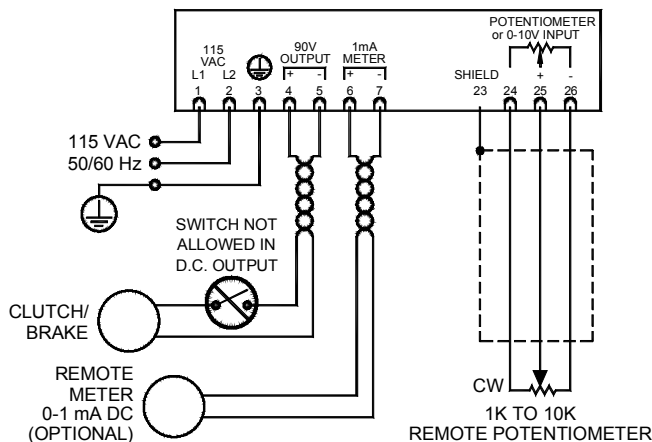 POTENTIOMETER
or 0-10V INPUT
115
VAC
90V
OUTPUT
1mA
METER
L1 L2 + - + - SHIELD + -
1 2 3 4 5 6 7 23 24 25 26
115 VAC
50/60 Hz
SWITCH NOT
ALLOWED IN
D.C. OUTPUT
CLUTCH/
BRAKE
REMOTE
METER
0-1 mA DC
(OPTIONAL)
CW
1K TO 10K
REMOTE POTENTIOMETER